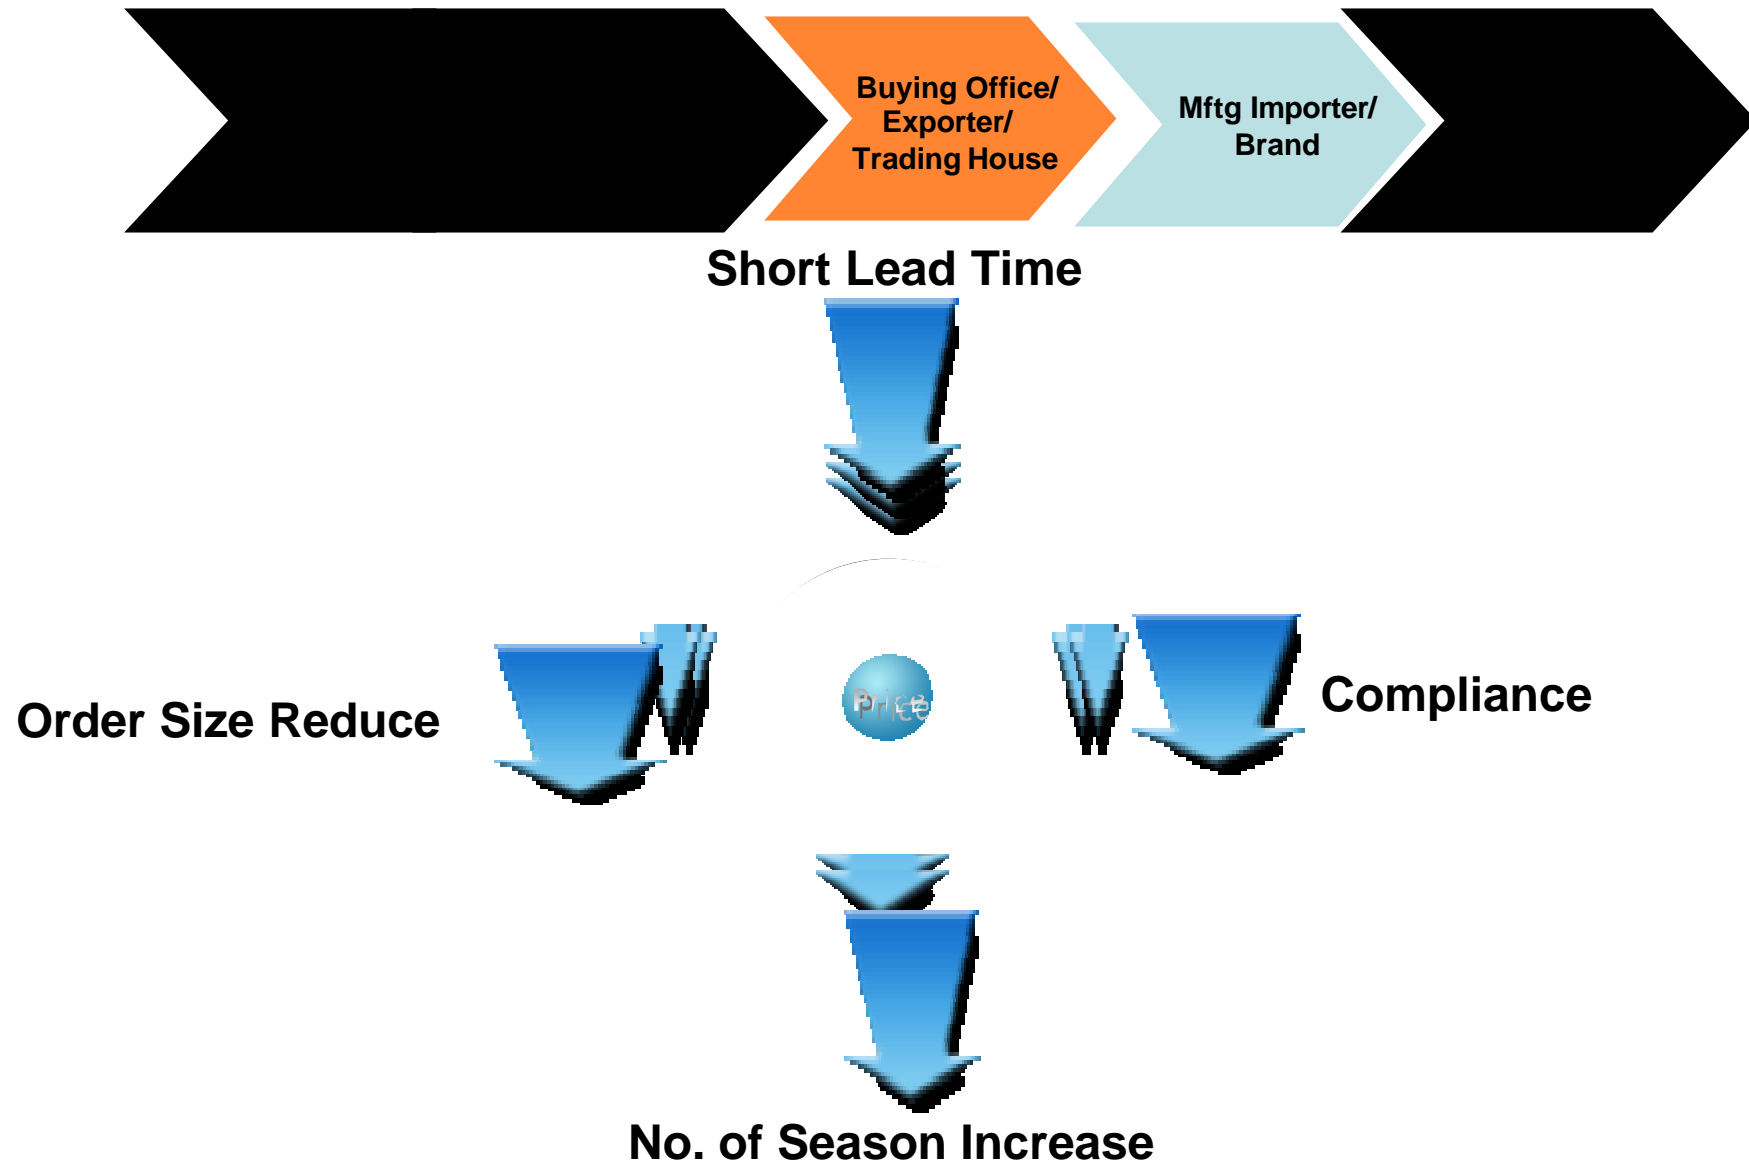 Buying Office/
Exporter/
Trading House
Mftg Importer/
Brand
Short Lead Time
Price
Order Size Reduce
Compliance
No. of Season Increase